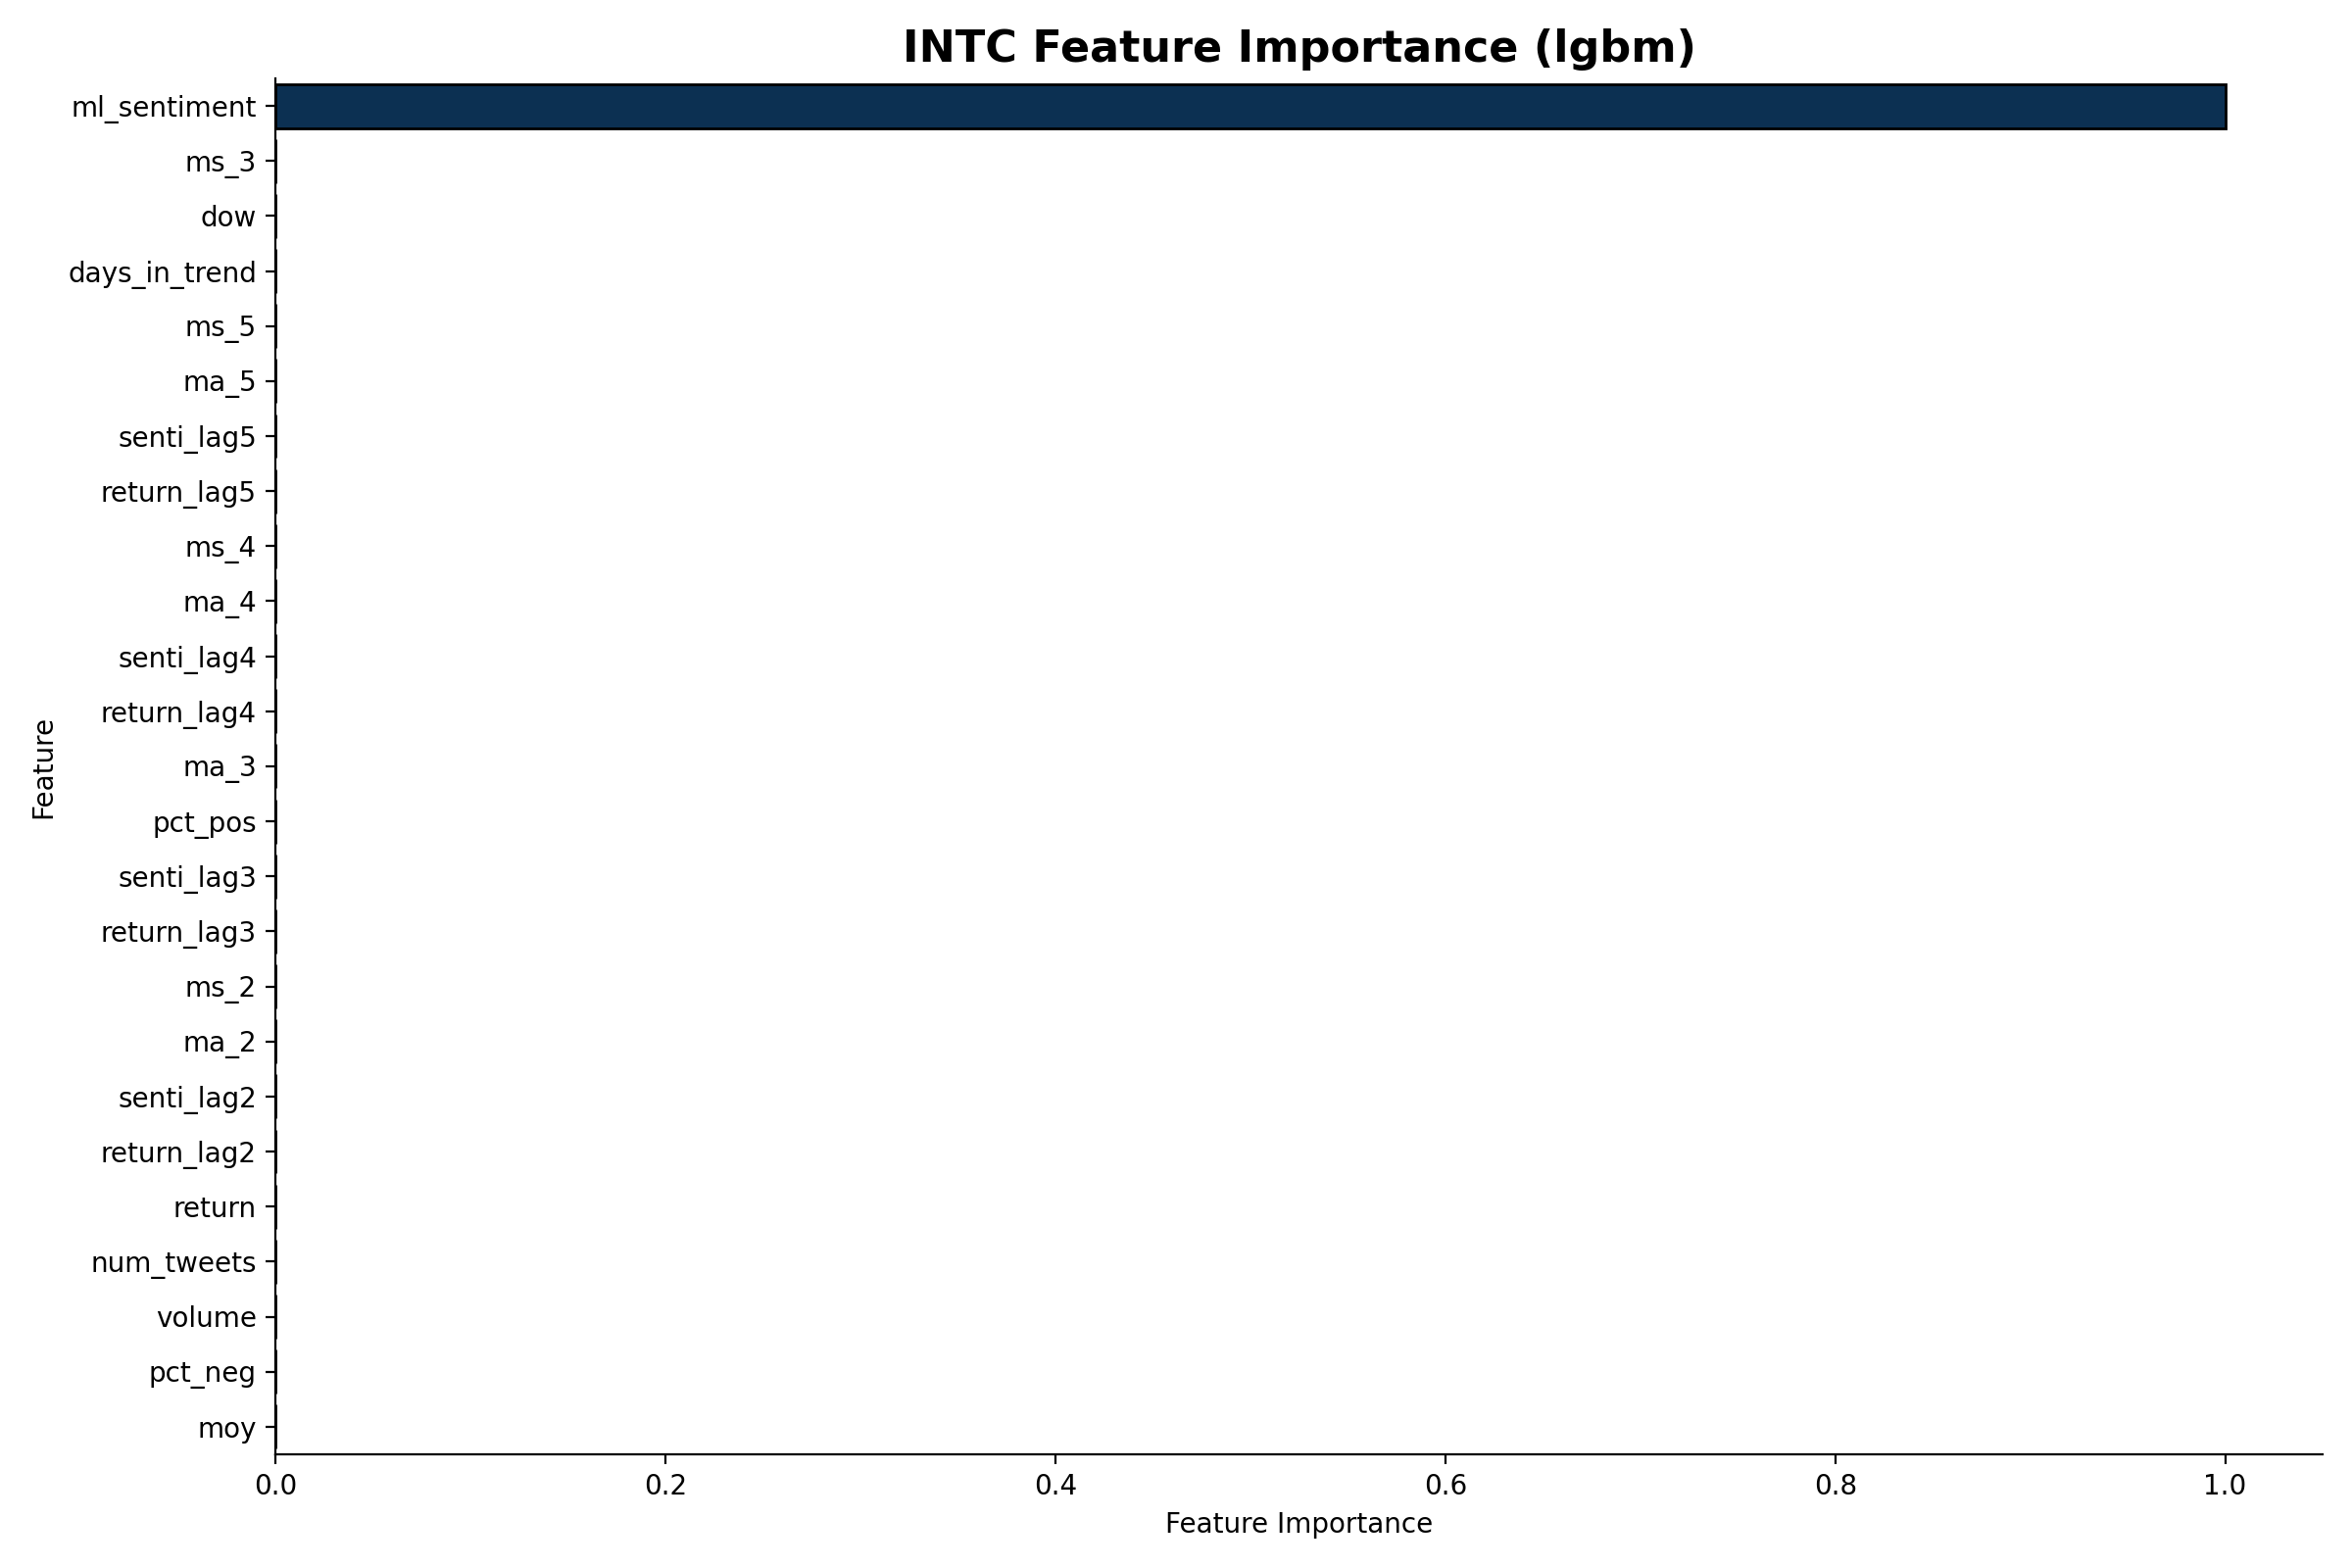 INTC Feature Importance (lgbm)
ml_sentiment
ms_3
dow
days_in_trend
ms_5
ma_5
senti_lag5
return_lag5
ms_4
ma_4
senti_lag4
return_lag4
ma_3
pct_pos
senti_lag3
return_lag3
ms_2
ma_2
senti_lag2
return_lag2
return
num_tweets
volume
pct_neg
moy
Feature
0.0 0.2 0.4 0.6 0.8 1.0
Feature Importance